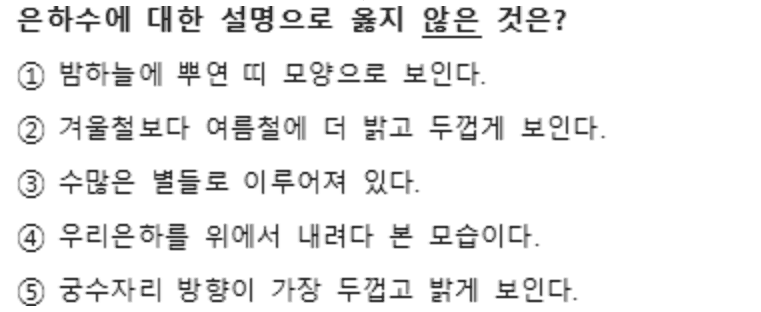 은하수에 대한 설명으로 옳지 않은 것은?
① 밤하늘에 뿌연 띠 모양으로 보인다.
② 겨울철보다 여름철에 더 밝고 두껍게 보인다.
③ 수많은 별들로 이루어져 있다.
④ 우리은하를 위에서 내려다 본 모습이다.
⑤ 궁수자리 방향이 가장 두껍고 밝게 보인다.